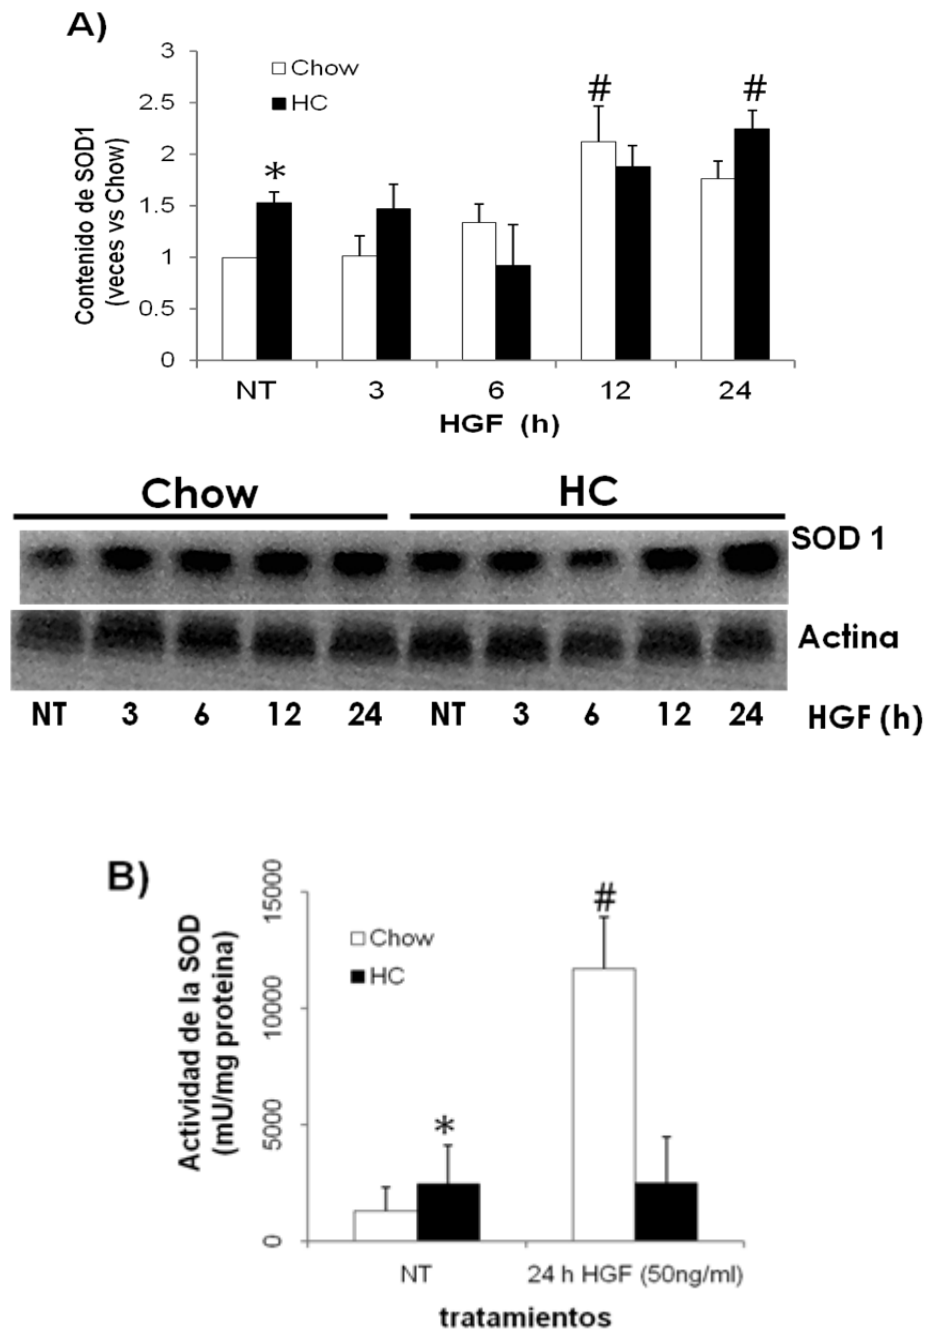 A)
Contenido de SOD1
(veces vs Chow)
3
2.5
2
1.5
1
0.5
0
Chow
HC
*
#
#
NT 3 6 12 24
HGF (h)
Chow HC
SOD 1
Actina
NT 3 6 12 24 NT 3 6 12 24 HGF (h)
B)
Actividad de la SOD
(mU/mg proteina)
15000
10000
5000
0
Chow
HC
*
#
NT 24 h HGF (50ng/ml)
tratamientos